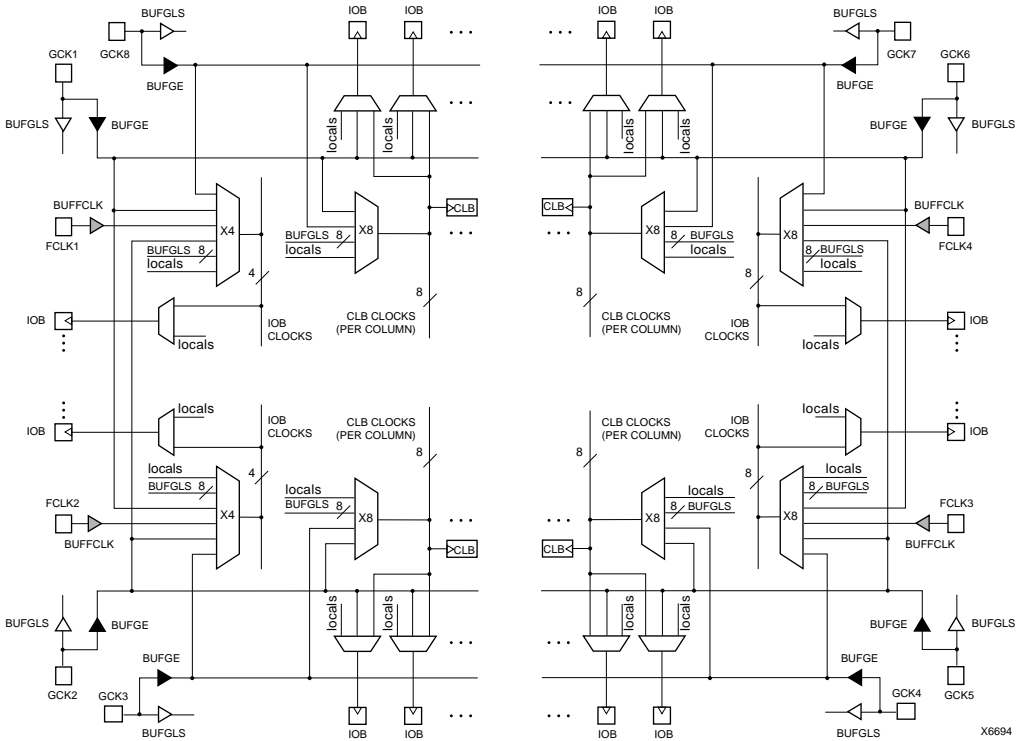 BUFGLS
IOB
IOB
IOB
IOB
BUFGLS
GCK1
GCK8
GCK7
GCK6
BUFGE
BUFGE
BUFGLS
BUFGE
BUFGE
BUFGLS
locals
locals
locals
locals
BUFFCLK
BUFFCLK
CLB
CLB
FCLK1
X4
X8
X8
X8
FCLK4
BUFGLS 8
BUFGLS 8
8 BUFGLS
8 BUFGLS
locals
locals
locals
locals
4
8
8
8
IOB
IOB
CLOCKS
CLB CLOCKS
(PER COLUMN)
CLB CLOCKS
(PER COLUMN)
IOB
CLOCKS
IOB
locals
locals
locals
locals
IOB
IOB
CLOCKS
CLB CLOCKS
(PER COLUMN)
CLB CLOCKS
(PER COLUMN)
IOB
CLOCKS
IOB
4
8
8
8
locals
locals
locals
locals
BUFGLS 8
BUFGLS 8
8 BUFGLS
8 BUFGLS
FCLK2
X4
X8
X8
X8
FCLK3
BUFFCLK
BUFFCLK
CLB
CLB
locals
locals
locals
locals
BUFGLS
BUFGE
BUFGE
BUFGLS
BUFGE
BUFGE
GCK2
GCK3
GCK4
GCK5
BUFGLS
IOB
IOB
IOB
IOB
BUFGLS
X6694